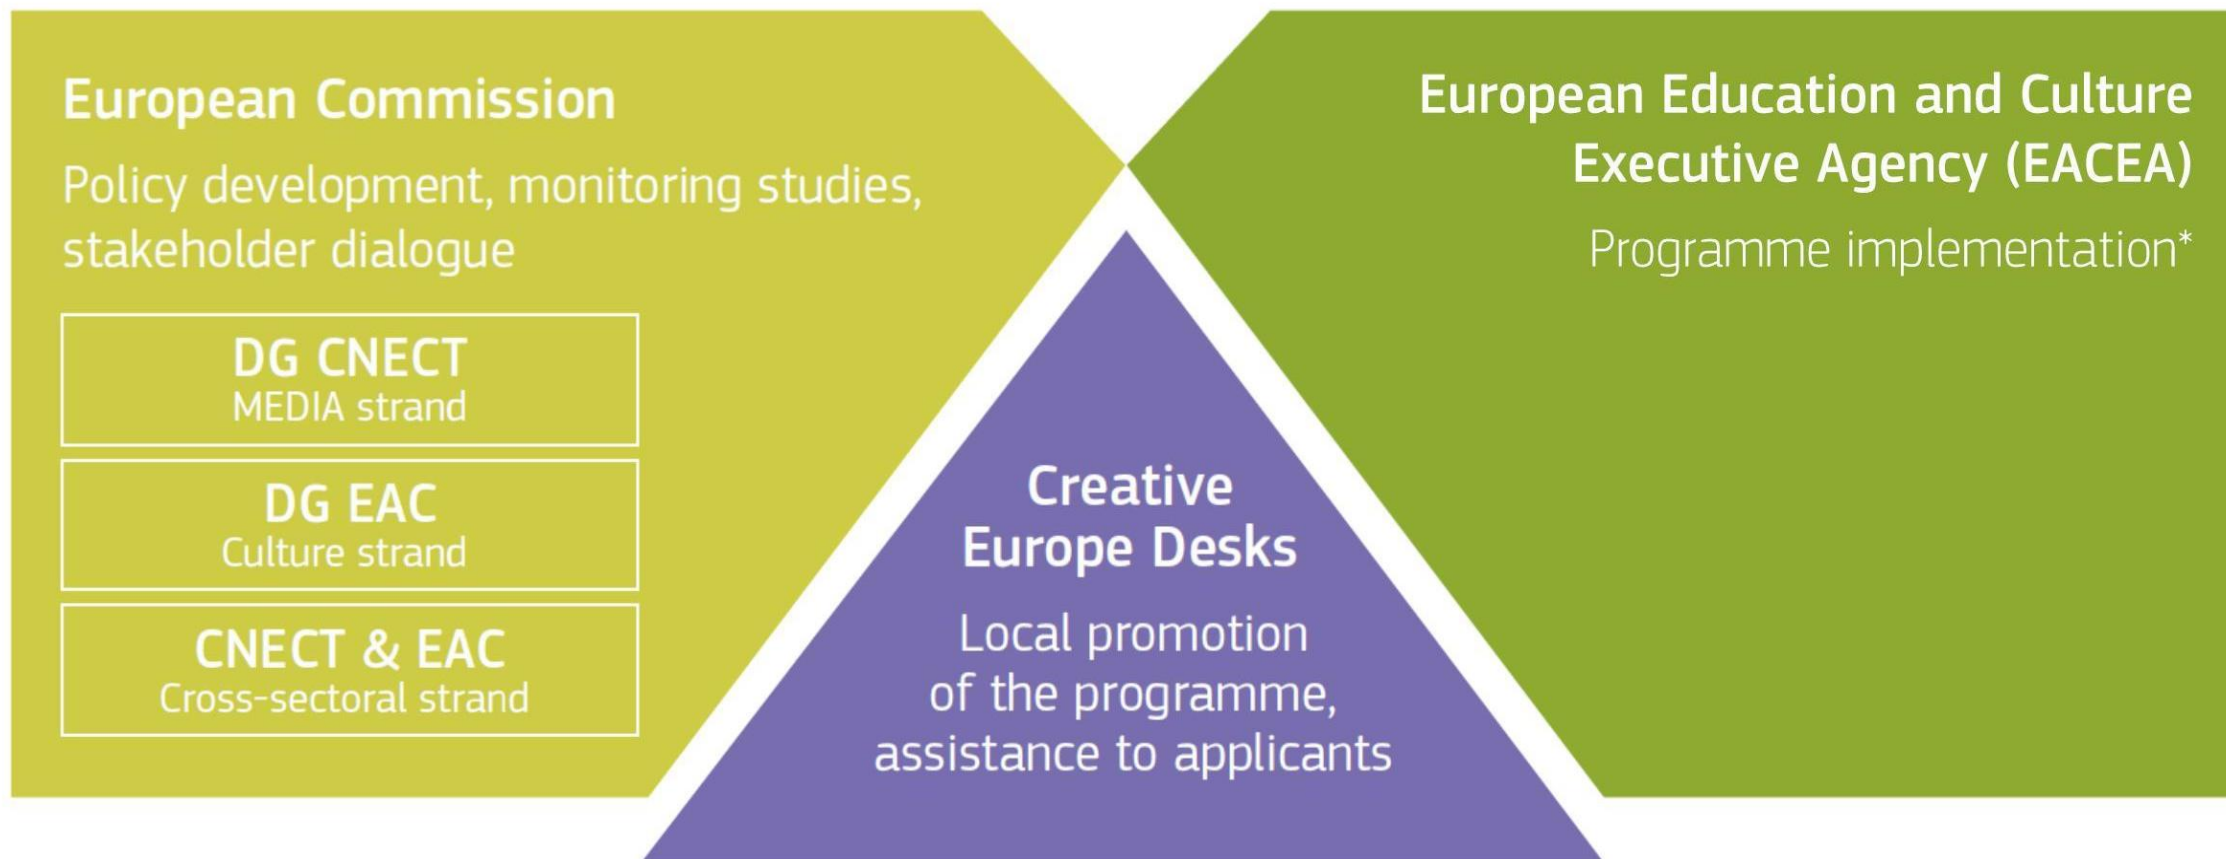 European Commission
Policy development, monitoring studies,
stakeholder dialogue
DG CNECT
MEDIA strand
DG EAC
Culture strand
CNECT & EAC
Cross-sectoral strand
Creative
Europe Desks
Local promotion
of the programme,
assistance to applicants
European Education and Culture
Executive Agency (EACEA)
Programme implementation*